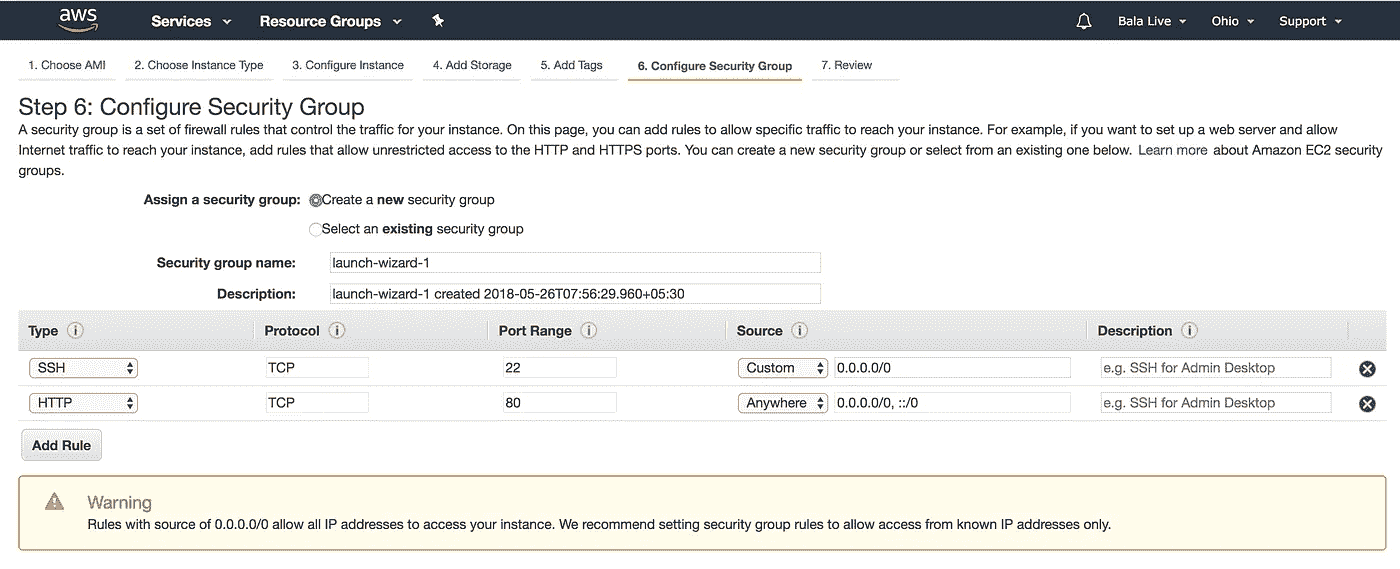 aws Services Resource Groups Bala Live Ohio Support
1. Choose AMI 2. Choose Instance Type 3. Configure Instance 4. Add Storage 5. Add Tags 6. Configure Security Group 7. Review
Step 6: Configure Security Group
A security group is a set of firewall rules that control the traffic for your instance. On this page, you can add rules to allow specific traffic to reach your instance. For example, if you want to set up a web server and allow
Internet traffic to reach your instance, add rules that allow unrestricted access to the HTTP and HTTPS ports. You can create a new security group or select from an existing one below. Learn more about Amazon EC2 security
groups.
Assign a security group: Create a new security group
Select an existing security group
Security group name: launch-wizard-1
Description: launch-wizard-1 created 2018-05-26T07:56:29.960+05:30
Type i Protocol i Port Range i Source i Description i
SSH TCP 22 Custom 0.0.0.0/0 e.g. SSH for Admin Desktop
HTTP TCP 80 Anywhere 0.0.0.0/0, ::/0 e.g. SSH for Admin Desktop
Add Rule
Warning
Rules with source of 0.0.0.0/0 allow all IP addresses to access your instance. We recommend setting security group rules to allow access from known IP addresses only.